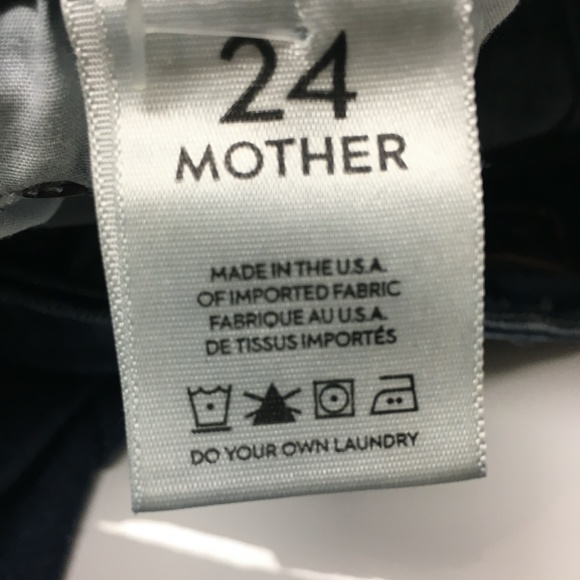 24
MOTHER
MADE IN THE U.S.A.
OF IMPORTED FABRIC
FABRIQUE AU U.S.A.
DE TISSUS IMPORTÉS
DO YOUR OWN LAUNDRY